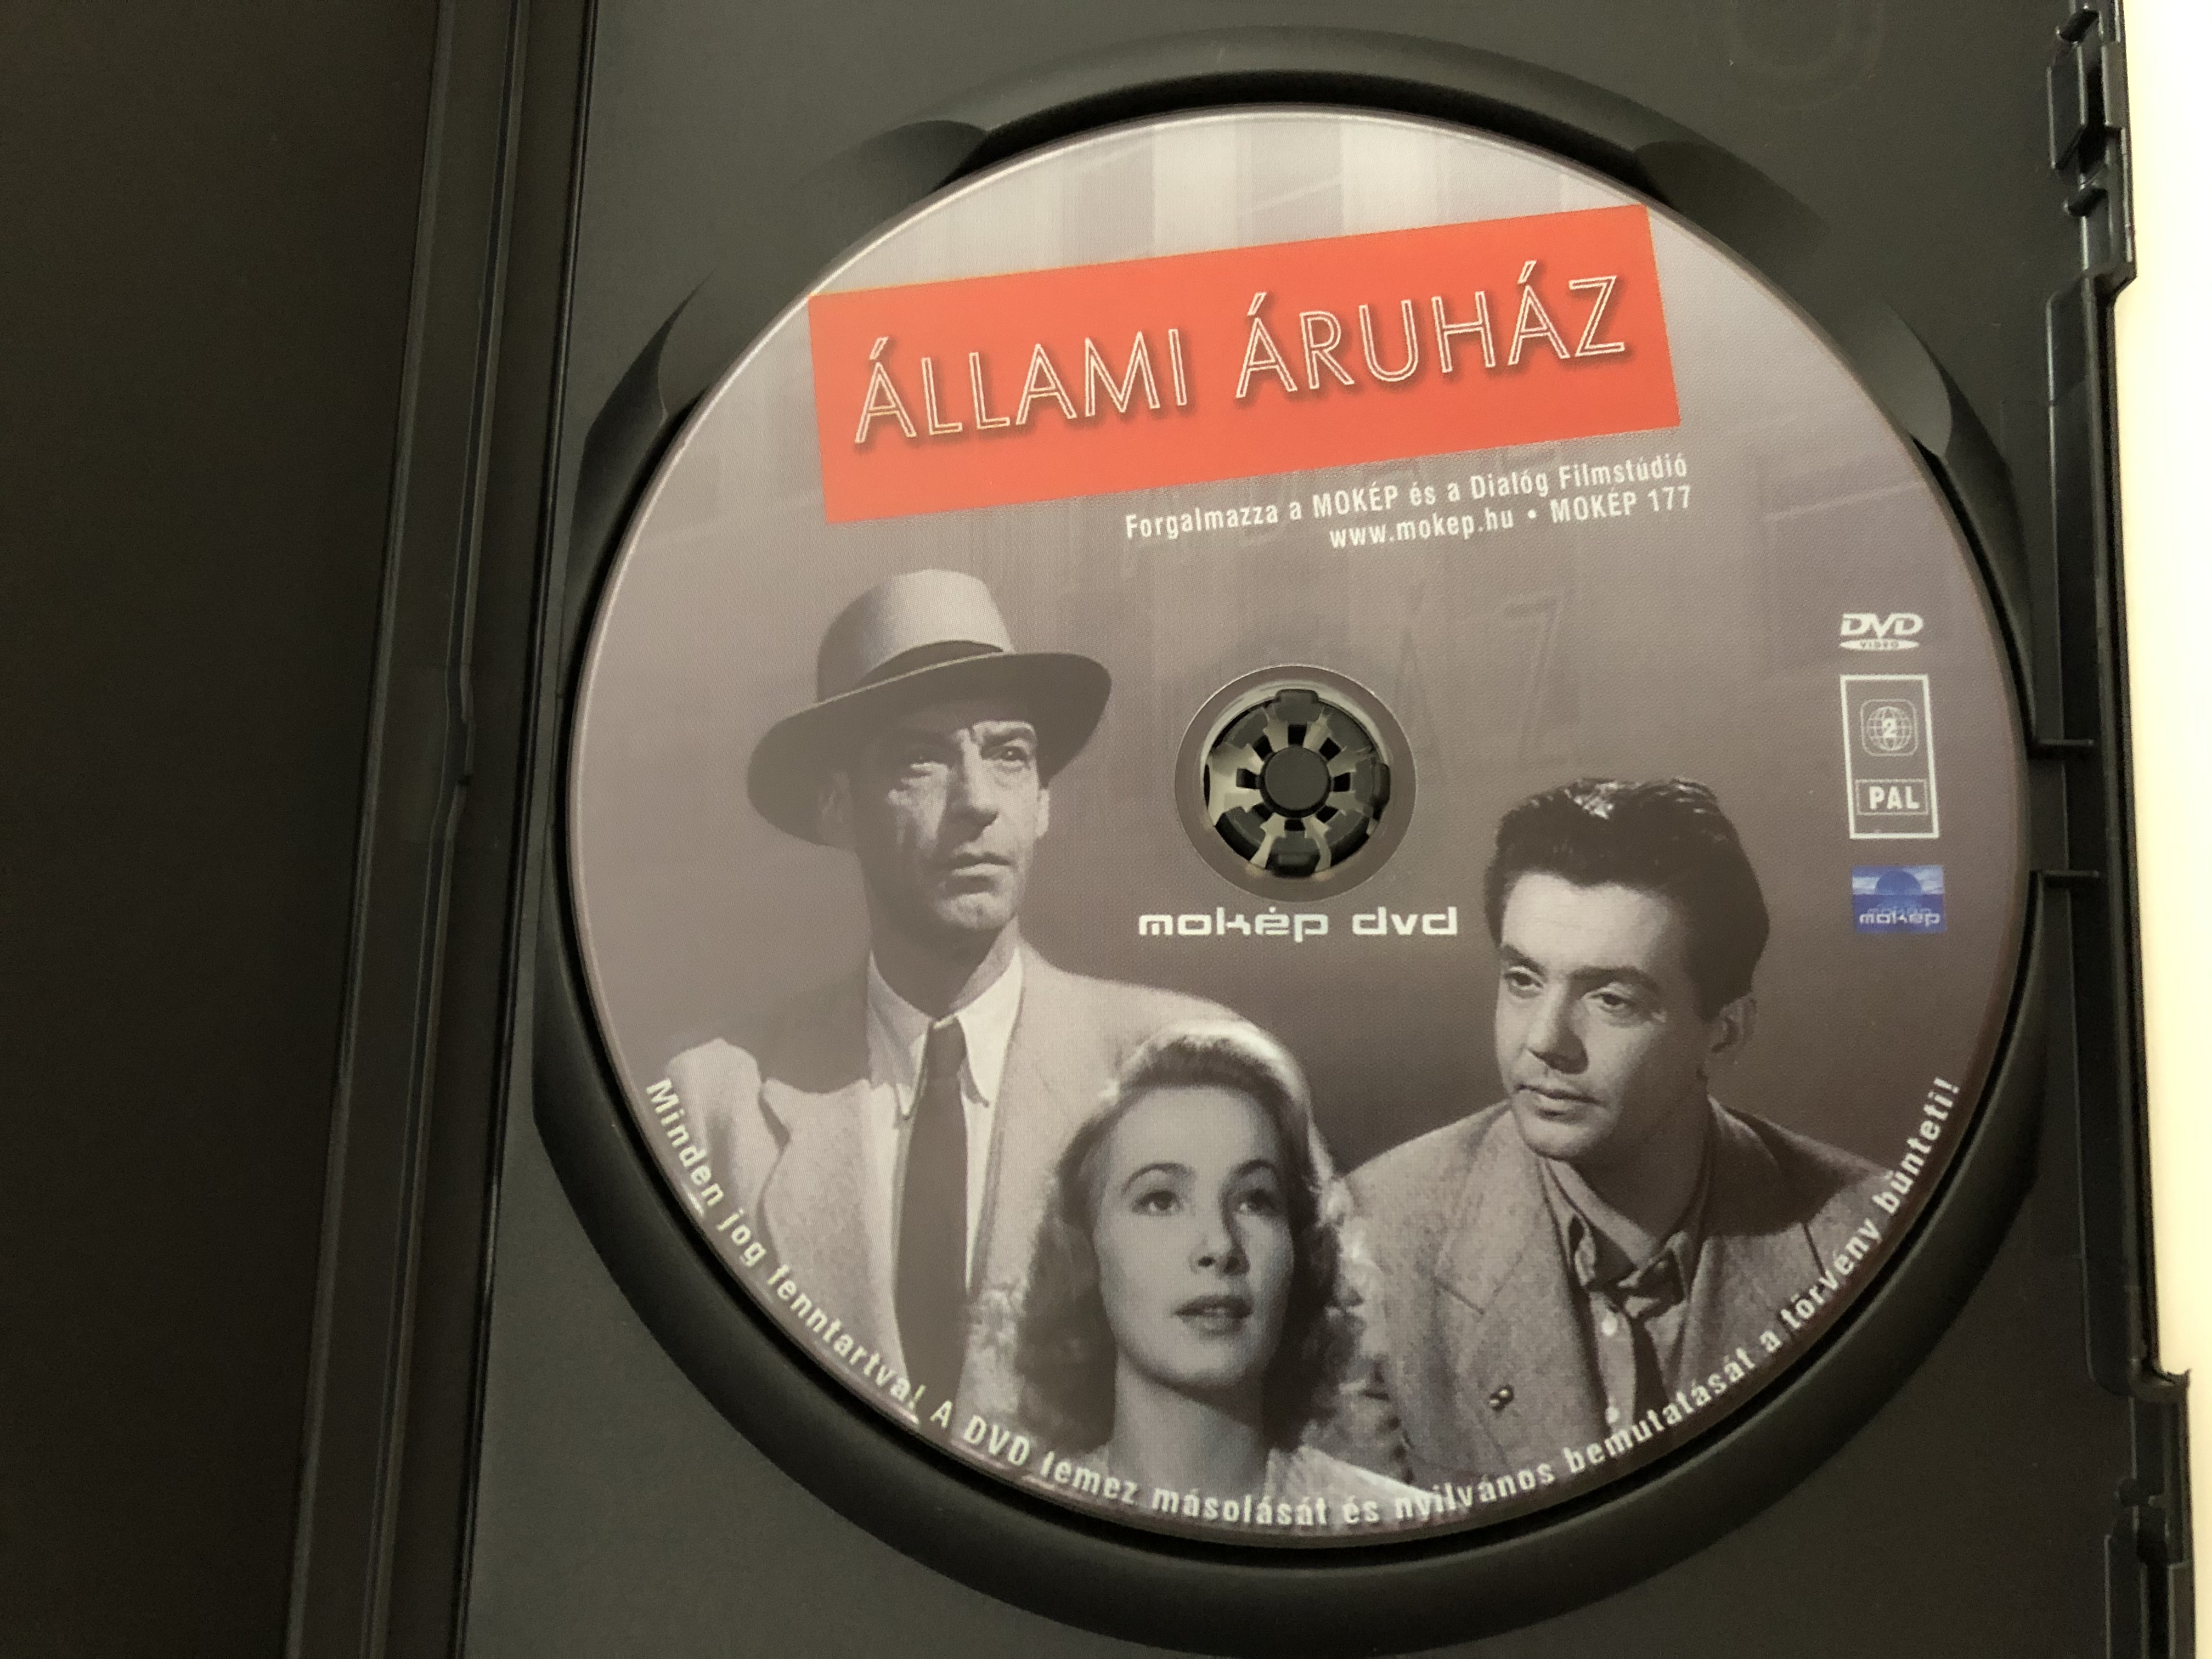 ÁLLAMI ÁRUHÁZ
Forgalmazza a MOKÉP és a Dialóg Filmstúdió
www.mokep.hu • MOKÉP 177
DVD
VIDEO
2
PAL
mokép
mokép dvd
Minden jog fenntartva! A DVD lemez másolását és nyilvános bemutatását a törvény bünteti!